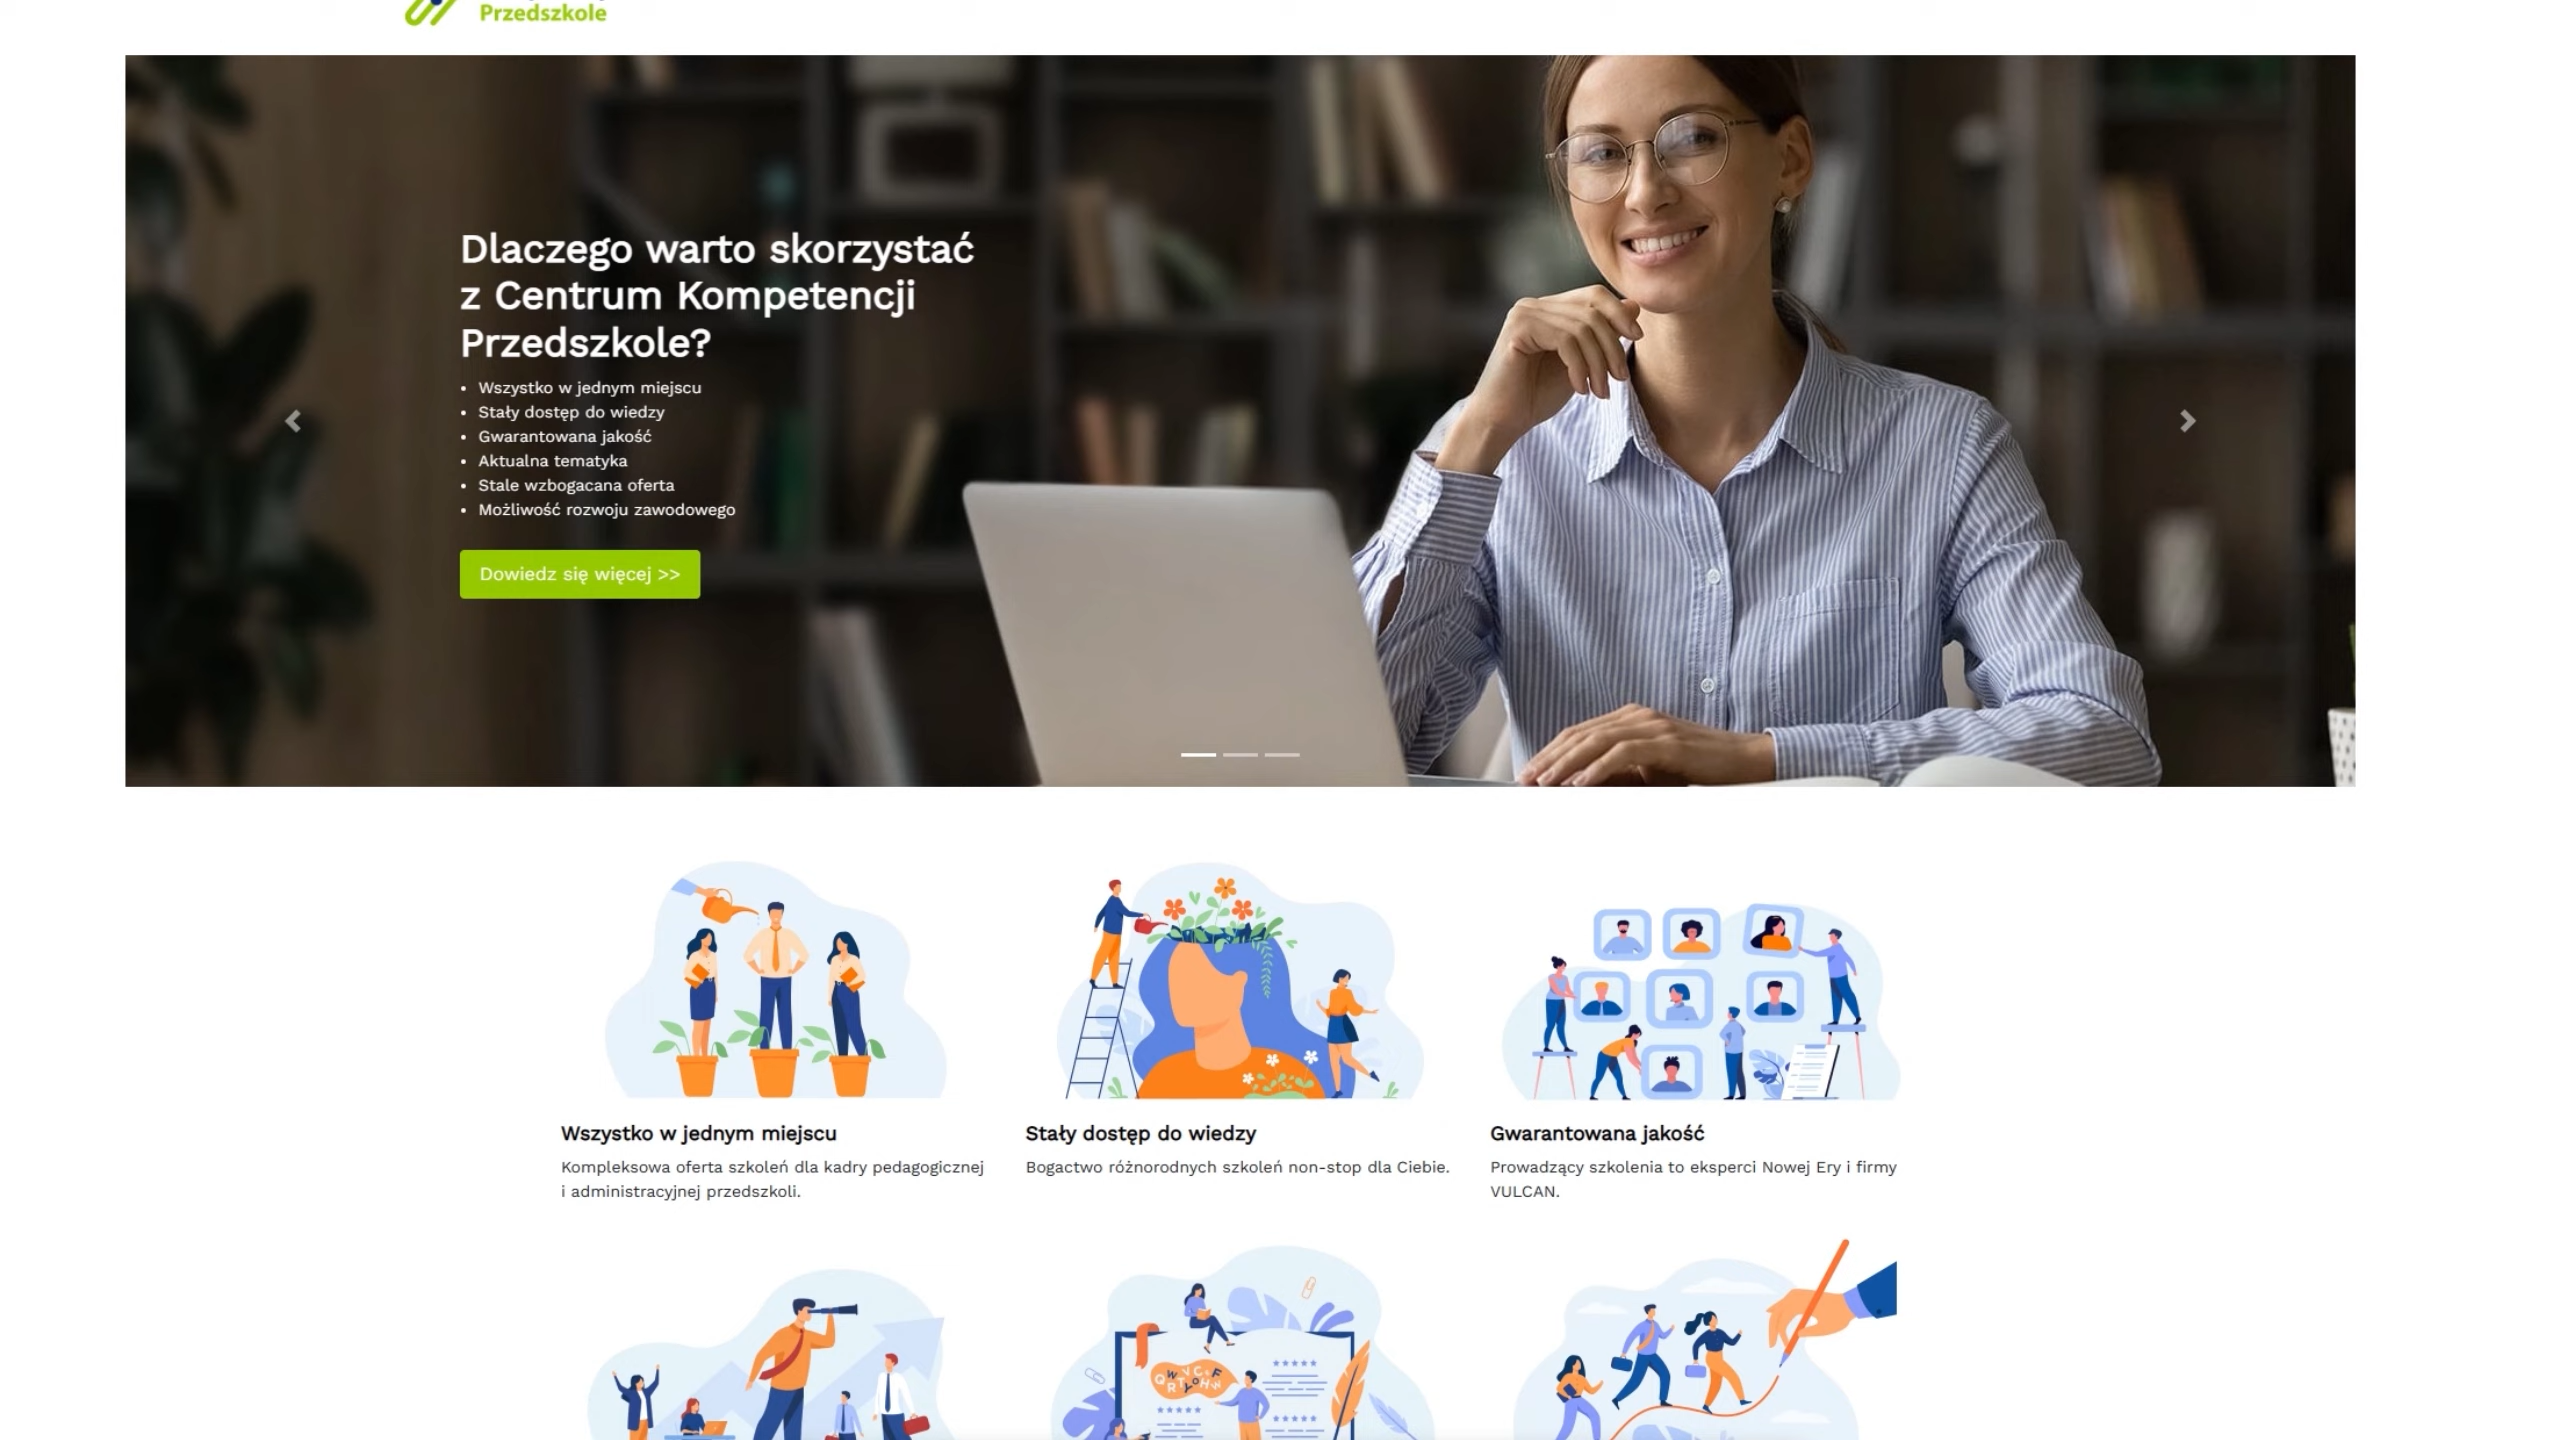 Przedszkole
Dlaczego warto skorzystać
z Centrum Kompetencji
Przedszkole?
• Wszystko w jednym miejscu
• Stały dostęp do wiedzy
• Gwarantowana jakość
• Aktualna tematyka
• Stale wzbogacana oferta
• Możliwość rozwoju zawodowego
Dowiedz się więcej >>
Wszystko w jednym miejscu
Kompleksowa oferta szkoleń dla kadry pedagogicznej
i administracyjnej przedszkoli.
Stały dostęp do wiedzy
Bogactwo różnorodnych szkoleń non-stop dla Ciebie.
Gwarantowana jakość
Prowadzący szkolenia to eksperci Nowej Ery i firmy
VULCAN.